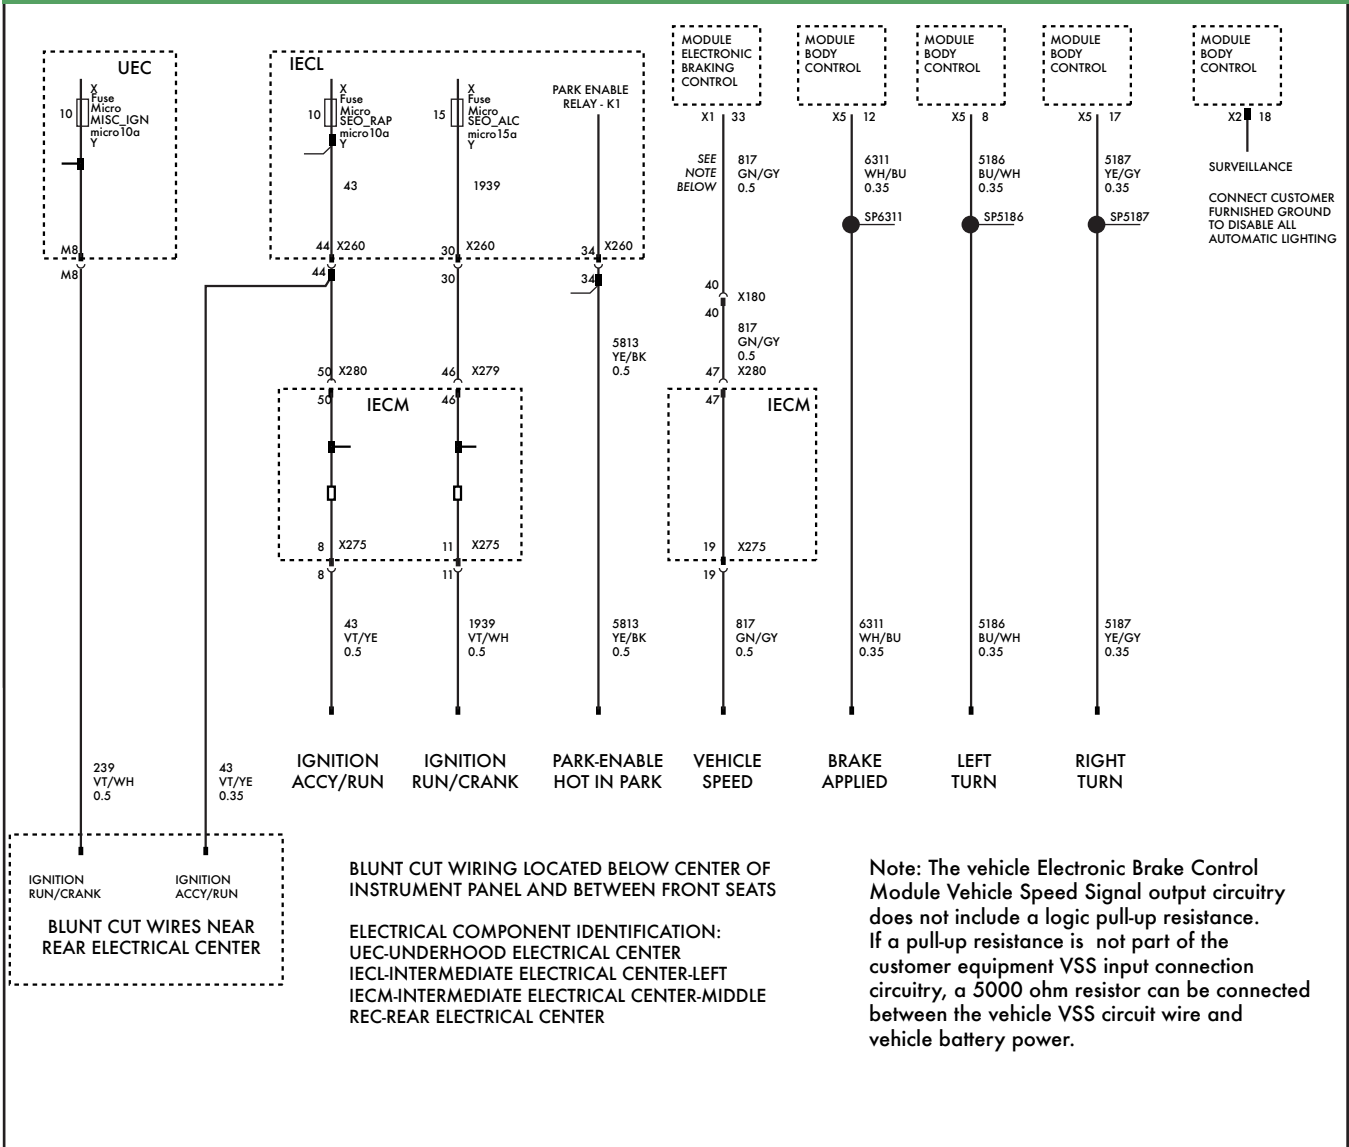 UEC
X
Fuse
Micro
MISC_IGN
micro10a
Y
10
M8
M8
IECL
X
Fuse
Micro
SEO_RAP
micro10a
Y
10
43
44 X260
44
X
Fuse
Micro
SEO_ALC
micro15a
Y
15
1939
30 X260
30
PARK ENABLE
RELAY - K1
34 X260
34
5813
YE/BK
0.5
50 X280
50
46 X279
46
IECM
8 X275
8
11 X275
11
MODULE
ELECTRONIC
BRAKING
CONTROL
X1 33
SEE
NOTE
BELOW
817
GN/GY
0.5
40
X180
40
817
GN/GY
0.5
47 X280
47
IECM
19 X275
19
MODULE
BODY
CONTROL
X5 12
6311
WH/BU
0.35
SP6311
MODULE
BODY
CONTROL
X5 8
5186
BU/WH
0.35
SP5186
MODULE
BODY
CONTROL
X5 17
5187
YE/GY
0.35
SP5187
MODULE
BODY
CONTROL
X2 18
SURVEILLANCE
CONNECT CUSTOMER
FURNISHED GROUND
TO DISABLE ALL
AUTOMATIC LIGHTING
43
VT/YE
0.5
1939
VT/WH
0.5
5813
YE/BK
0.5
817
GN/GY
0.5
6311
WH/BU
0.35
5186
BU/WH
0.35
5187
YE/GY
0.35
IGNITION
ACCY/RUN
IGNITION
RUN/CRANK
PARK-ENABLE
HOT IN PARK
VEHICLE
SPEED
BRAKE
APPLIED
LEFT
TURN
RIGHT
TURN
239
VT/WH
0.5
43
VT/YE
0.35
IGNITION
RUN/CRANK
IGNITION
ACCY/RUN
BLUNT CUT WIRES NEAR
REAR ELECTRICAL CENTER
BLUNT CUT WIRING LOCATED BELOW CENTER OF
INSTRUMENT PANEL AND BETWEEN FRONT SEATS
ELECTRICAL COMPONENT IDENTIFICATION:
UEC-UNDERHOOD ELECTRICAL CENTER
IECL-INTERMEDIATE ELECTRICAL CENTER-LEFT
IECM-INTERMEDIATE ELECTRICAL CENTER-MIDDLE
REC-REAR ELECTRICAL CENTER
Note: The vehicle Electronic Brake Control
Module Vehicle Speed Signal output circuitry
does not include a logic pull-up resistance.
If a pull-up resistance is not part of the
customer equipment VSS input connection
circuitry, a 5000 ohm resistor can be connected
between the vehicle VSS circuit wire and
vehicle battery power.